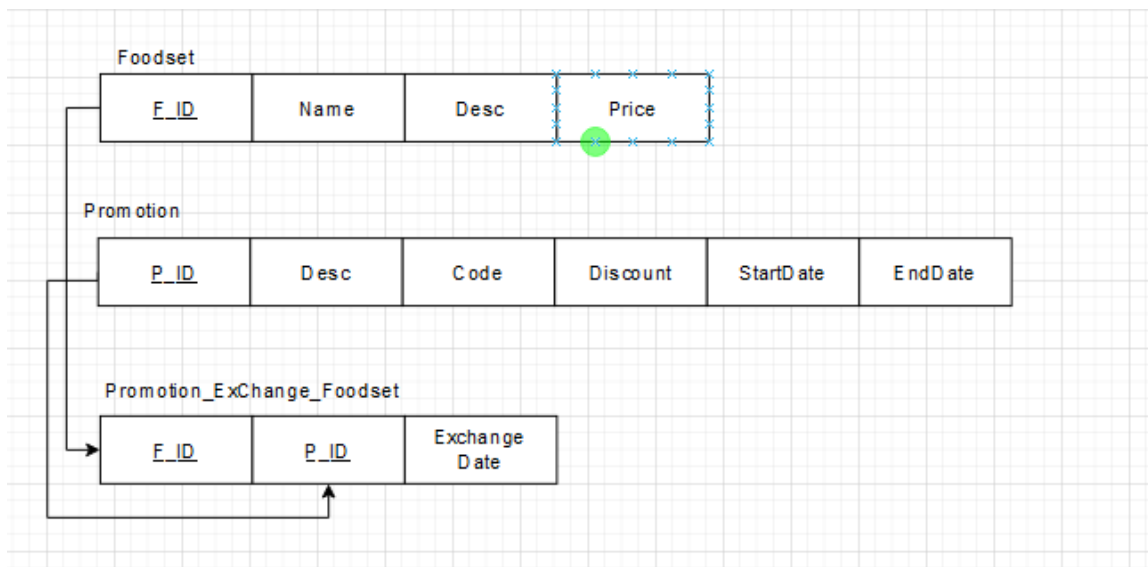 Foodset
F_ID Name Desc Price
Promotion
P_ID Desc Code Discount StartDate EndDate
Promotion_ExChange_Foodset
F_ID P_ID Exchange
Date